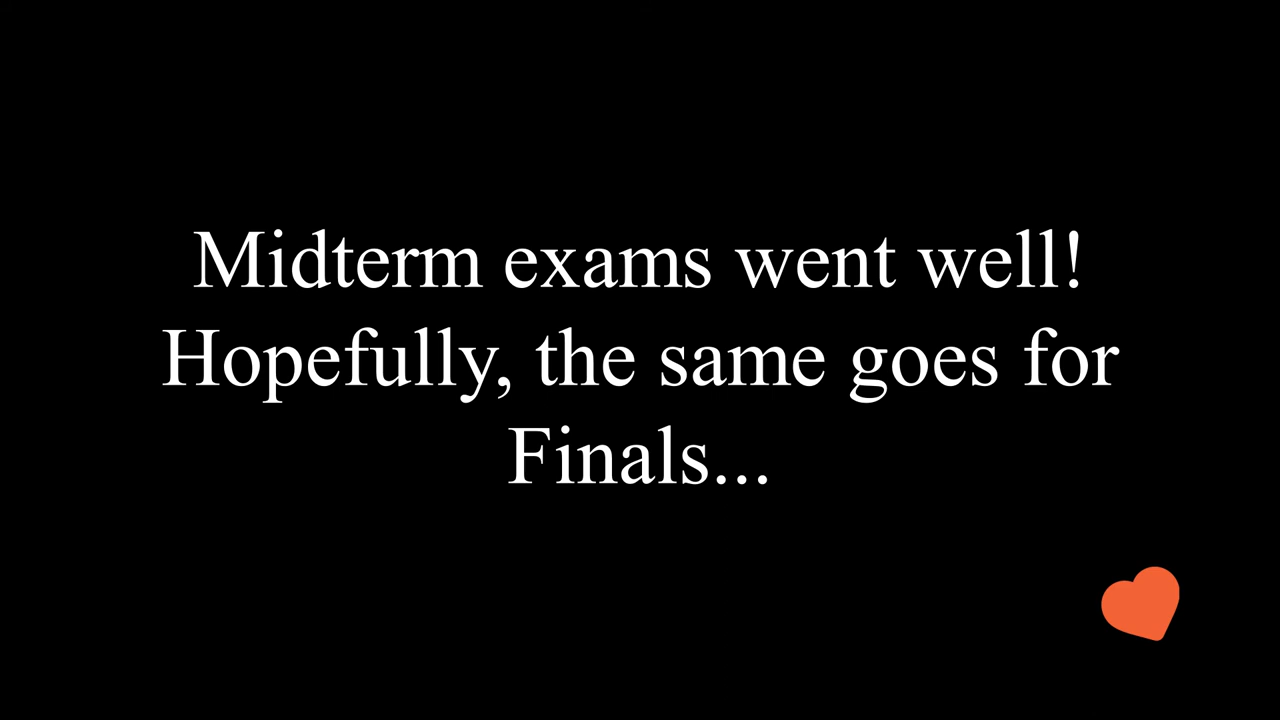 Midterm exams went well!
Hopefully, the same goes for
Finals...